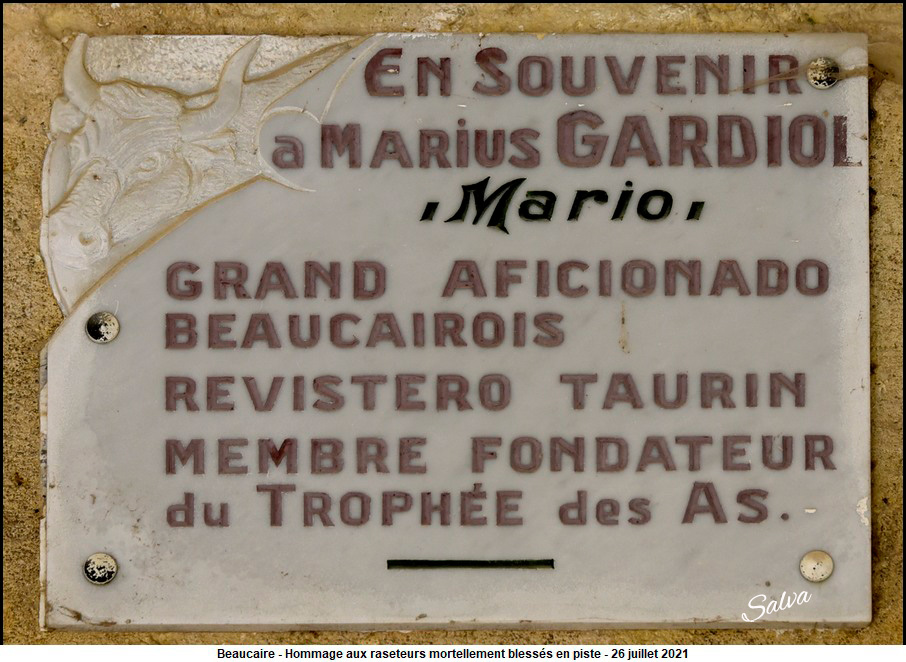 En Souvenir
a Marius Gardiol
"Mario"
GRAND AFICIONADO
BEAUCAIROIS
REVISTERO TAURIN
MEMBRE FONDATEUR
du Trophée des As.
Salva
Beaucaire - Hommage aux raseteurs mortellement blessés en piste - 26 juillet 2021